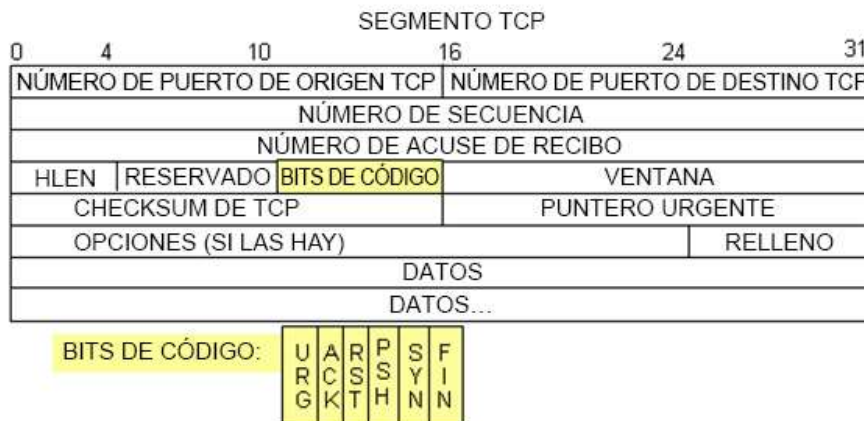 SEGMENTO TCP
0 4 10 16 24 31
NÚMERO DE PUERTO DE ORIGEN TCP NÚMERO DE PUERTO DE DESTINO TCP
NÚMERO DE SECUENCIA
NÚMERO DE ACUSE DE RECIBO
HLEN RESERVADO BITS DE CÓDIGO VENTANA
CHECKSUM DE TCP PUNTERO URGENTE
OPCIONES (SI LAS HAY) RELLENO
DATOS
DATOS...
BITS DE CÓDIGO: URG ACK RST PSH SYN FIN